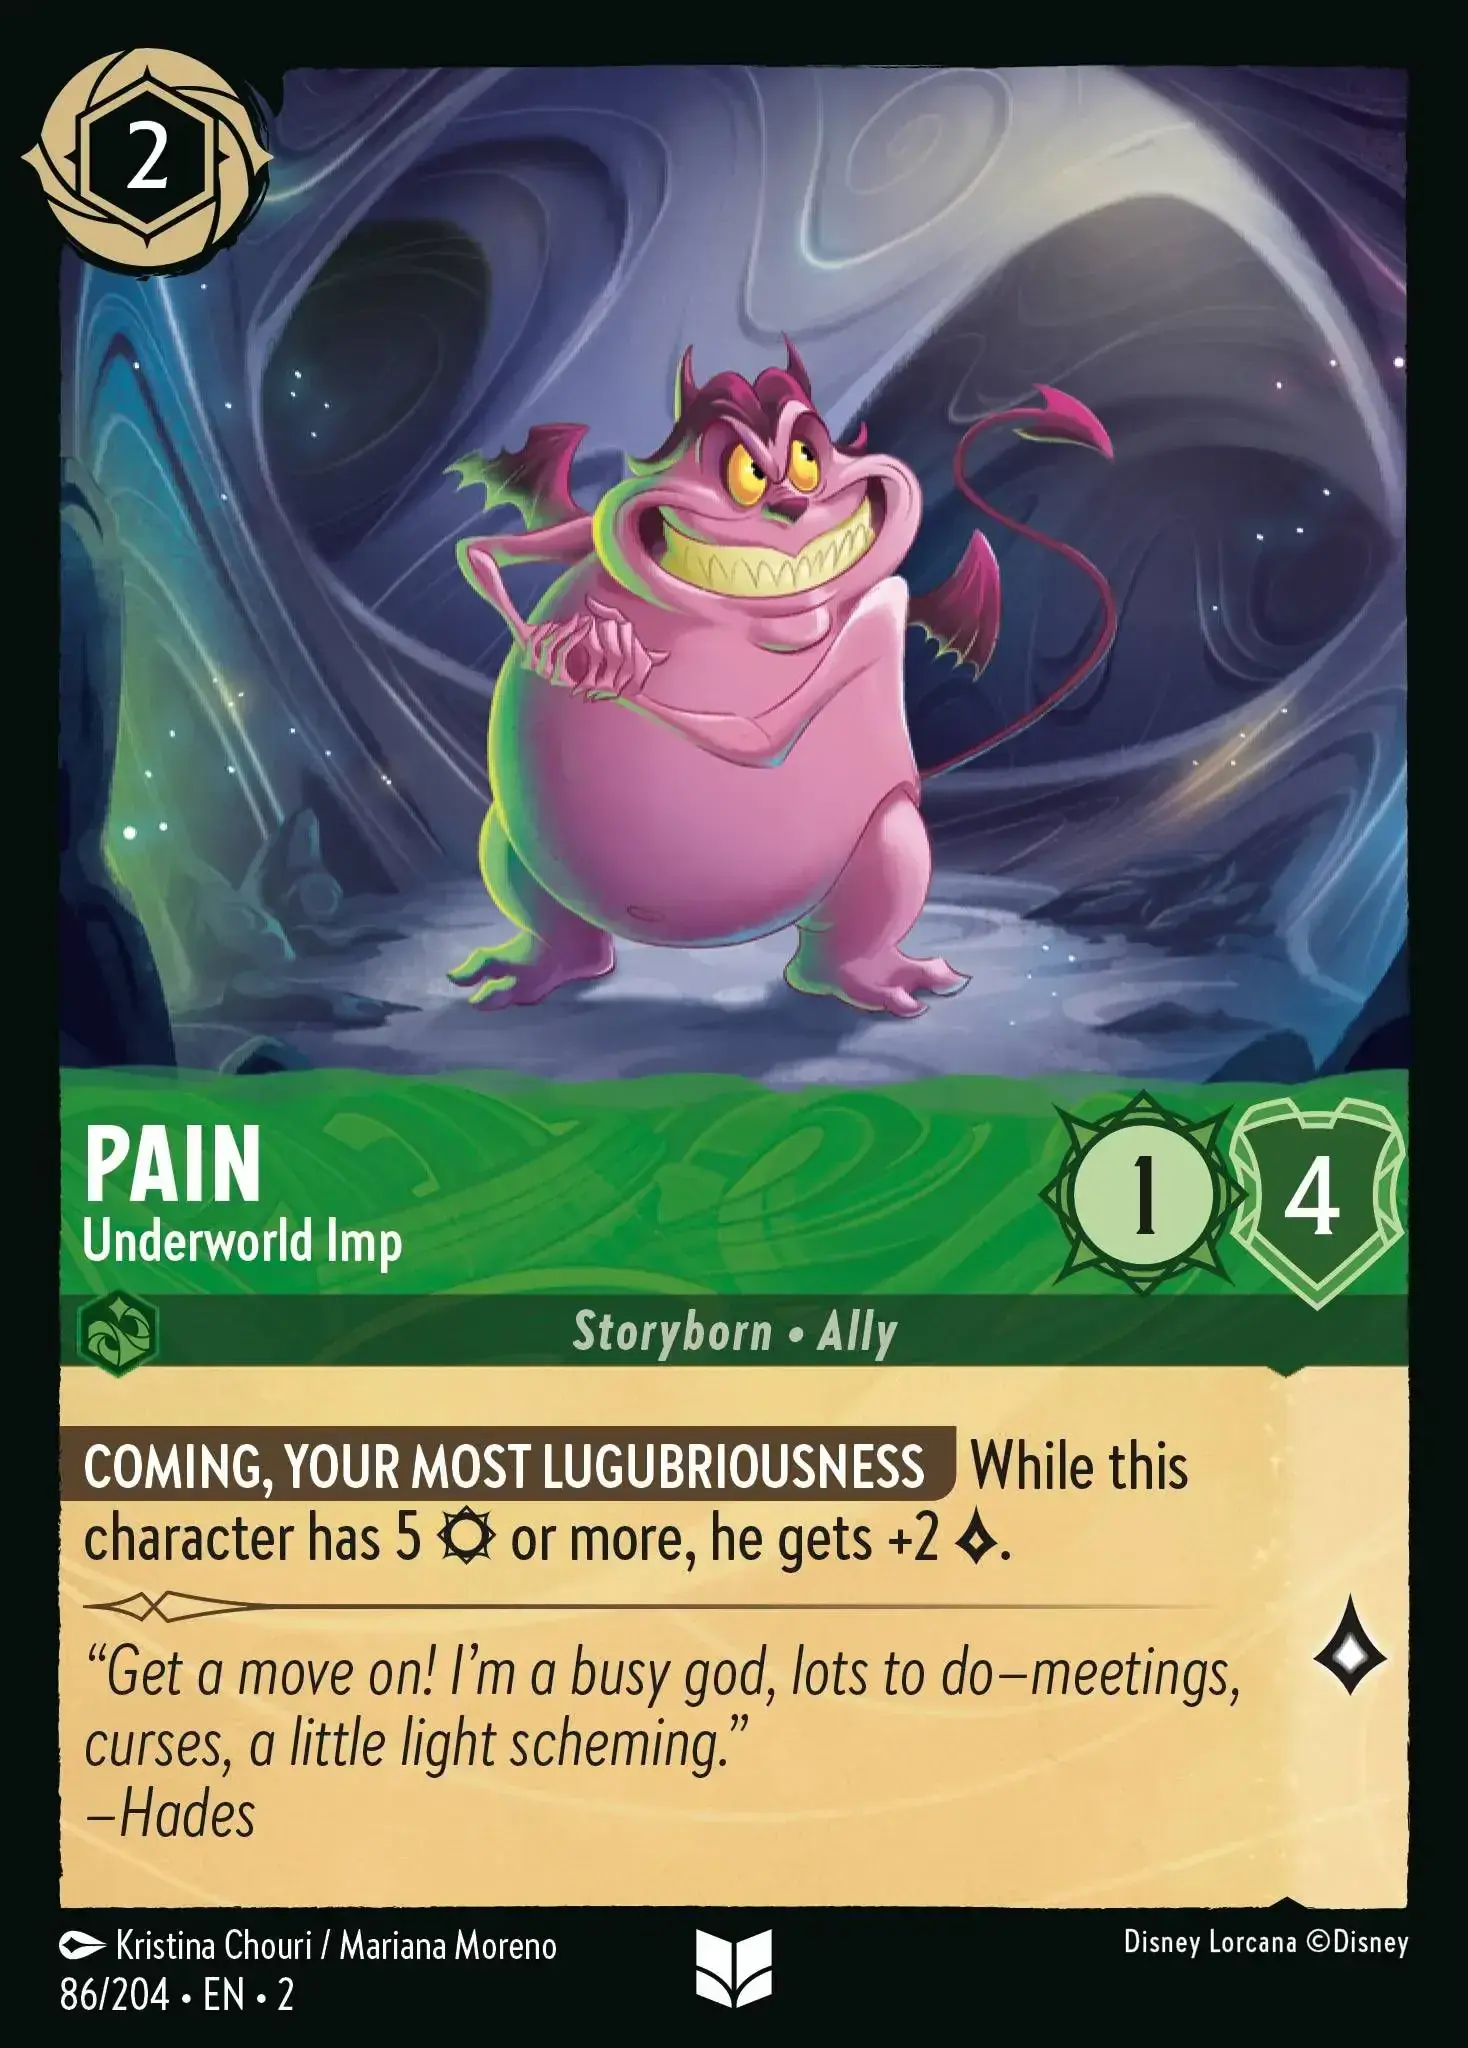 2
PAIN
Underworld Imp
1
4
Storyborn • Ally
COMING, YOUR MOST LUGUBRIOUSNESS While this
character has 5 or more, he gets +2 .
“Get a move on! I’m a busy god, lots to do–meetings,
curses, a little light scheming.”
–Hades
Kristina Chouri / Mariana Moreno
Disney Lorcana ©Disney
86/204 • EN • 2